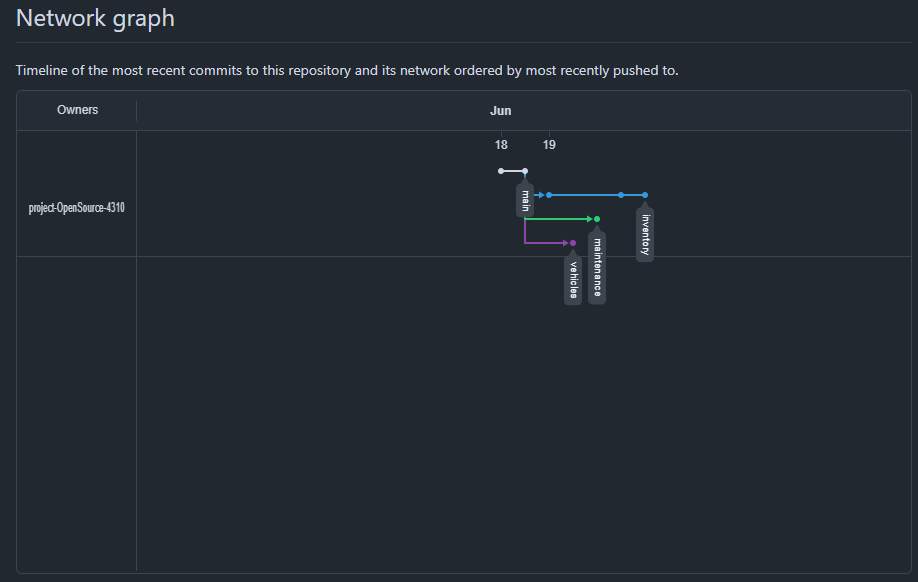 Network graph
Timeline of the most recent commits to this repository and its network ordered by most recently pushed to.
Owners
Jun
18 19
project-OpenSource-4310
main
inventory
maintenance
vehicles